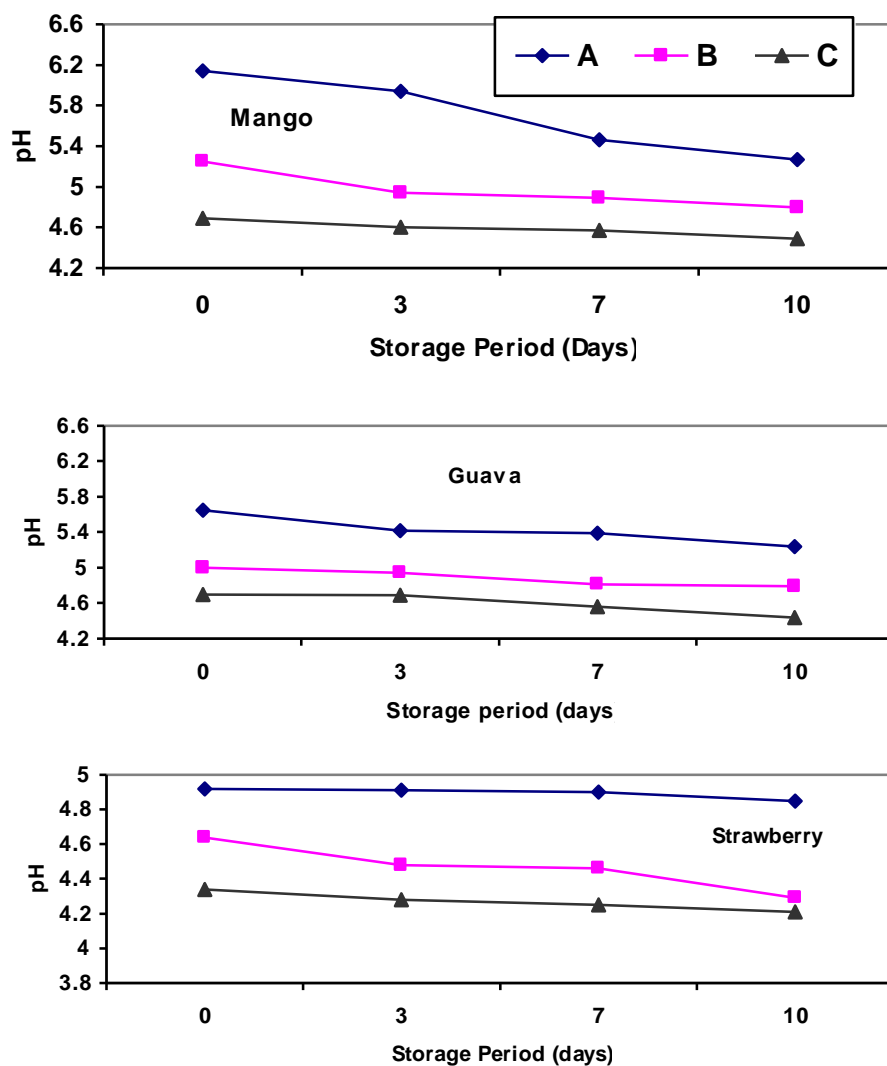 6.6
A B C
6.2
5.8
Mango
5.4
5
4.6
4.2
pH
0 3 7 10
Storage Period (Days)
6.6
6.2
Guava
5.8
5.4
5
4.6
4.2
pH
0 3 7 10
Storage period (days
5
4.8
4.6
Strawberry
4.4
4.2
4
3.8
pH
0 3 7 10
Storage Period (days)